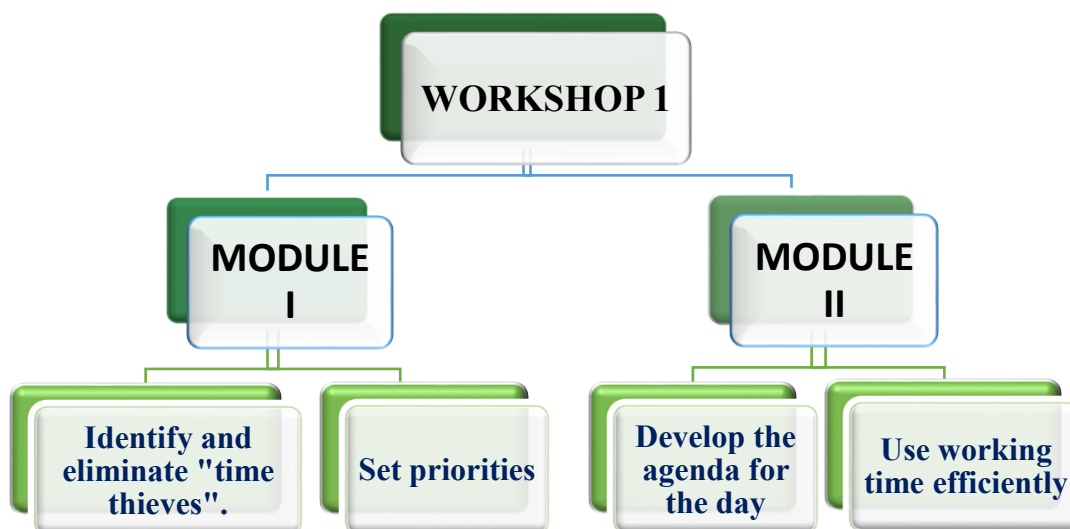 WORKSHOP 1
MODULE
I
MODULE
II
Identify and
eliminate "time
thieves".
Set priorities
Develop the
agenda for
the day
Use working
time efficiently